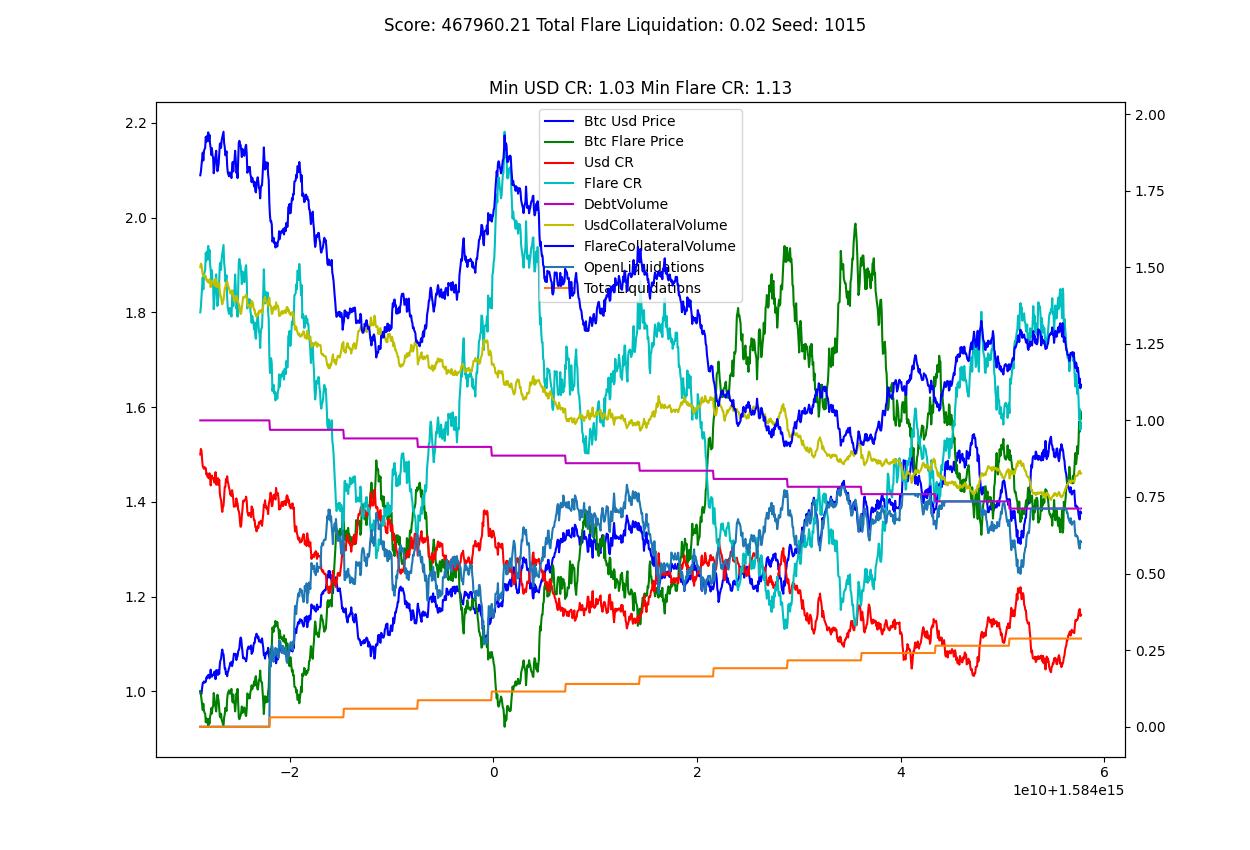 Score: 467960.21 Total Flare Liquidation: 0.02 Seed: 1015
Min USD CR: 1.03 Min Flare CR: 1.13
Btc Usd Price
Btc Flare Price
Usd CR
Flare CR
DebtVolume
UsdCollateralVolume
FlareCollateralVolume
OpenLiquidations
TotalLiquidations
2.2
2.0
1.8
1.6
1.4
1.2
1.0
2.00
1.75
1.50
1.25
1.00
0.75
0.50
0.25
0.00
−2
0
2
4
6
1e10+1.584e15